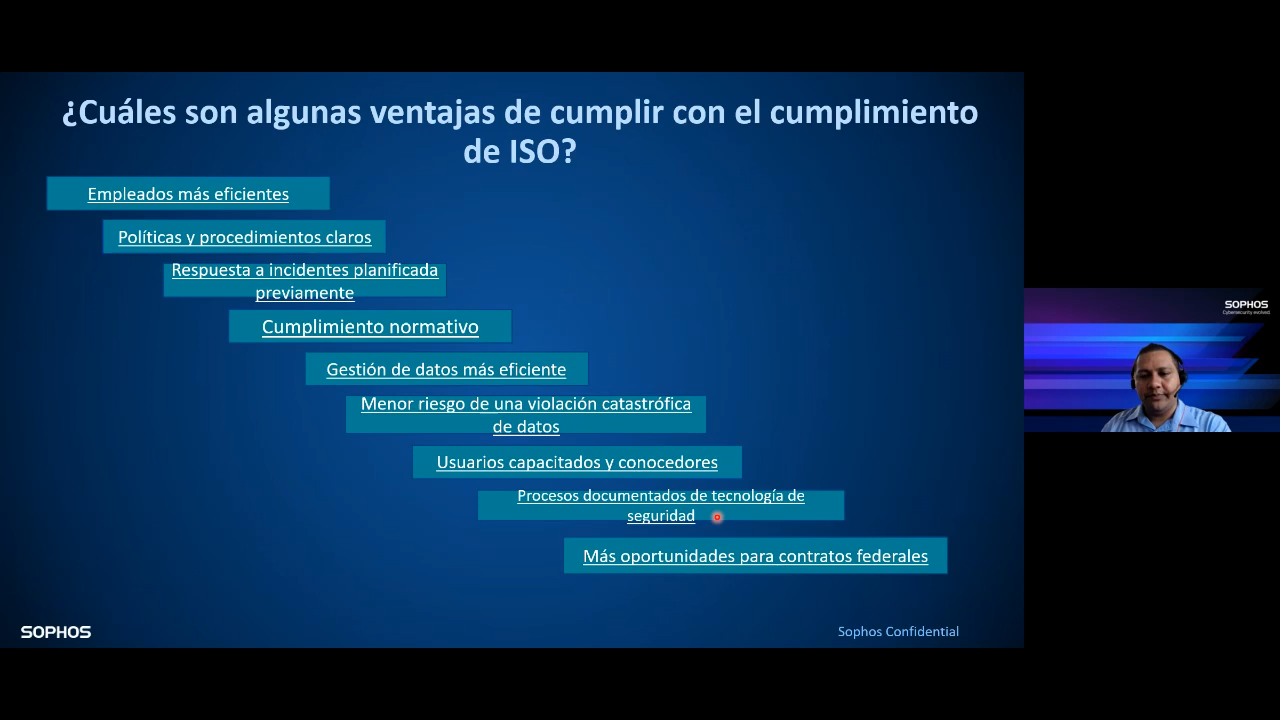 ¿Cuáles son algunas ventajas de cumplir con el cumplimiento
de ISO?
Empleados más eficientes
Políticas y procedimientos claros
Respuesta a incidentes planificada
previamente
Cumplimiento normativo
Gestión de datos más eficiente
Menor riesgo de una violación catastrófica
de datos
Usuarios capacitados y conocedores
Procesos documentados de tecnología de
seguridad
Más oportunidades para contratos federales
SOPHOS
Sophos Confidential
SOPHOS
Cybersecurity evolved.